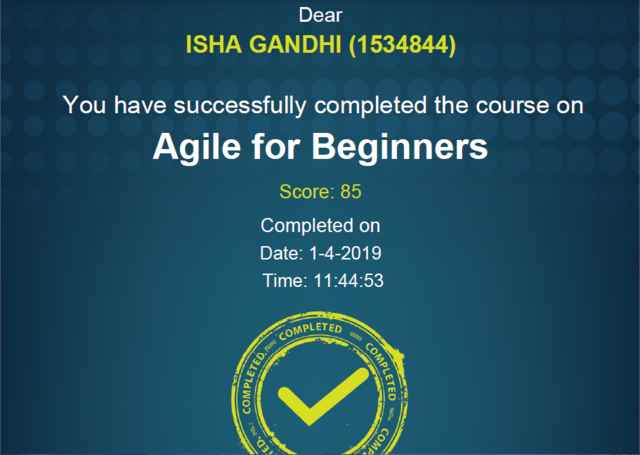 Dear
ISHA GANDHI (1534844)
You have successfully completed the course on
Agile for Beginners
Score: 85
Completed on
Date: 1-4-2019
Time: 11:44:53
COMPLETED
COMPLETED
COMPLETED